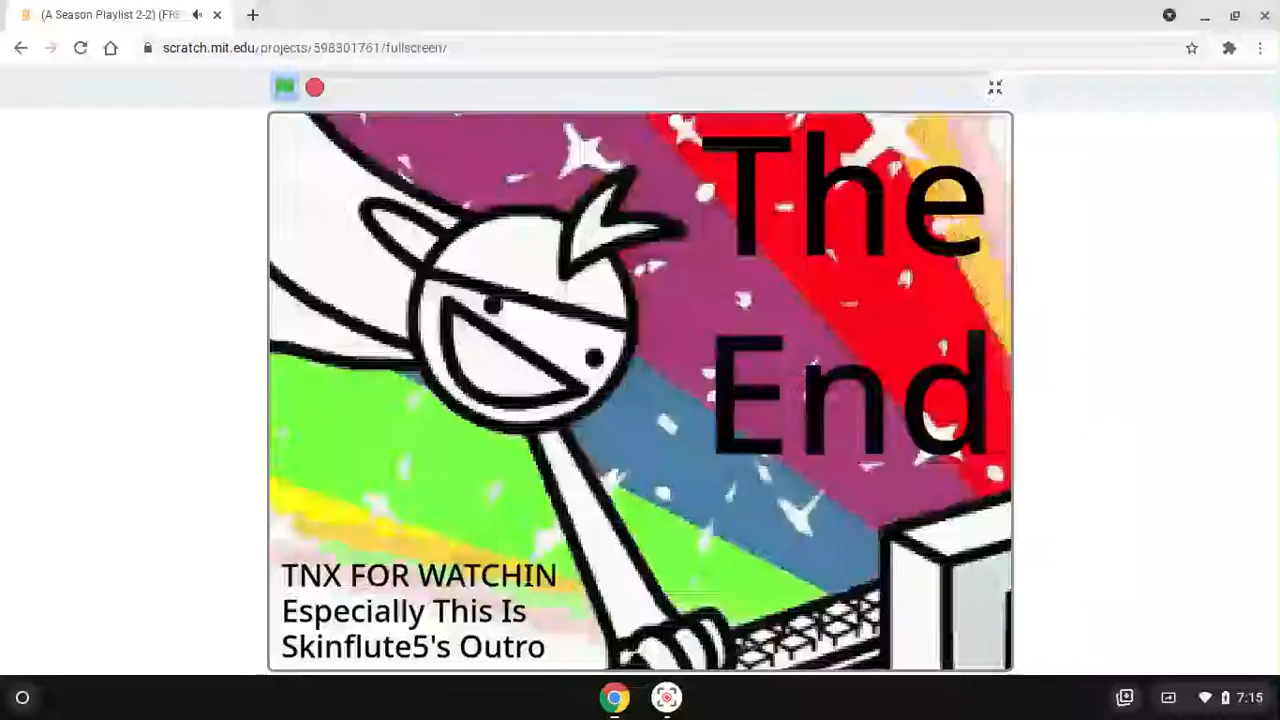 (A Season Playlist 2-2) (FRE
scratch.mit.edu/projects/598301761/fullscreen/
The
End
TNX FOR WATCHIN
Especially This Is
Skinflute5's Outro
7:15